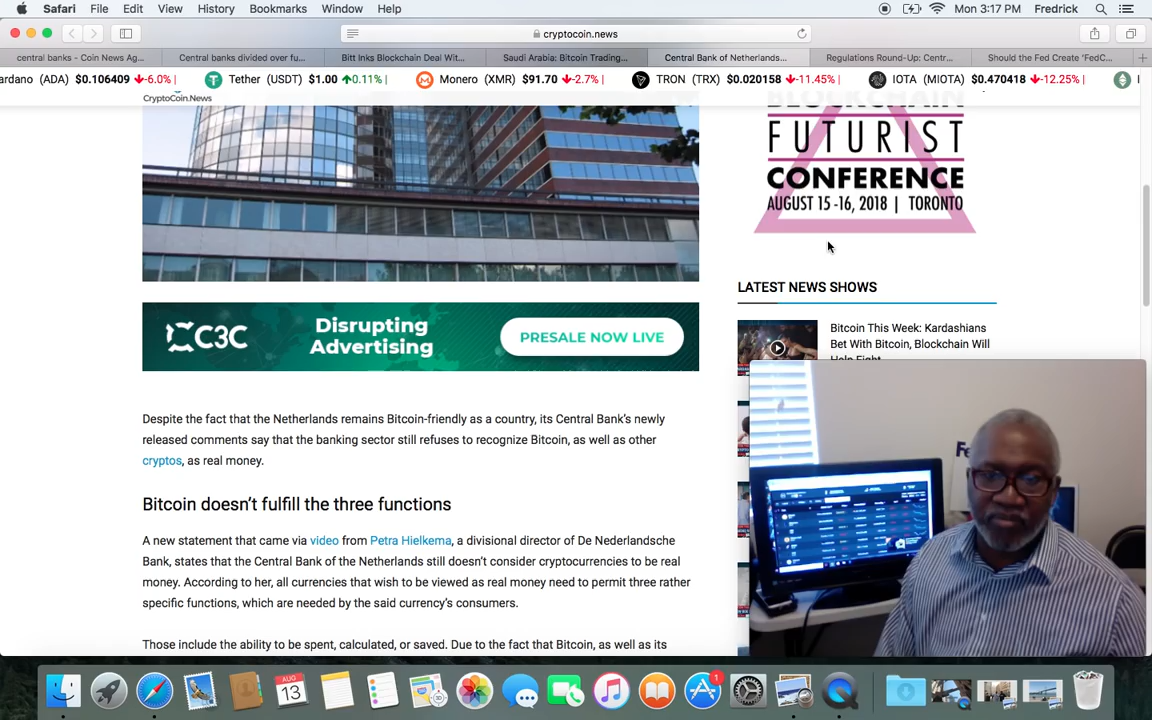 Safari File Edit View History Bookmarks Window Help Mon 3:17 PM Fredrick
cryptocoin.news
central banks - Coin News Ag... Central banks divided over fu... Bitt Inks Blockchain Deal Wit... Saudi Arabia: Bitcoin Trading... Central Bank of Netherlands... Regulations Round-Up: Centr... Should the Fed Create 'FedC...
ardano (ADA) $0.106409 -6.0% | Tether (USDT) $1.00 0.11% | Monero (XMR) $91.70 -2.7% | TRON (TRX) $0.020158 -11.45% | IOTA (MIOTA) $0.470418 -12.25% |
CryptoCoin.News
BLOCKCHAIN
FUTURIST
CONFERENCE
AUGUST 15-16, 2018 | TORONTO
LATEST NEWS SHOWS
Bitcoin This Week: Kardashians
Bet With Bitcoin, Blockchain Will
Help Fight
C3C
Disrupting
Advertising
PRESALE NOW LIVE
Despite the fact that the Netherlands remains Bitcoin-friendly as a country, its Central Bank's newly
released comments say that the banking sector still refuses to recognize Bitcoin, as well as other
cryptos, as real money.
Bitcoin doesn't fulfill the three functions
A new statement that came via video from Petra Hielkema, a divisional director of De Nederlandsche
Bank, states that the Central Bank of the Netherlands still doesn't consider cryptocurrencies to be real
money. According to her, all currencies that wish to be viewed as real money need to permit three rather
specific functions, which are needed by the said currency's consumers.
Those include the ability to be spent, calculated, or saved. Due to the fact that Bitcoin, as well as its
AUG
13
3D
1